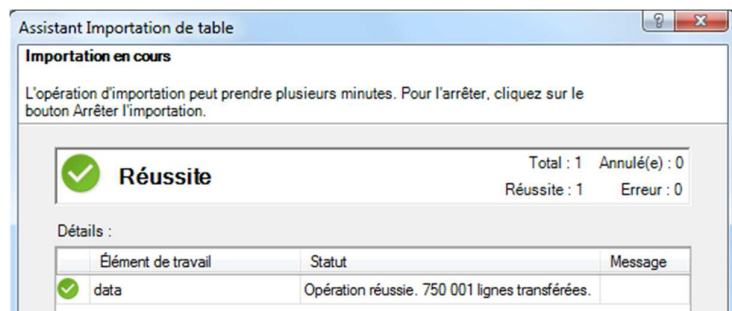 Assistant Importation de table
Importation en cours
L'opération d'importation peut prendre plusieurs minutes. Pour l'arrêter, cliquez sur le
bouton Arrêter l'importation.
Réussite
Total : 1 Annulé(e) : 0
Réussite : 1 Erreur : 0
Détails :
Élément de travail Statut Message
data Opération réussie. 750 001 lignes transférées.